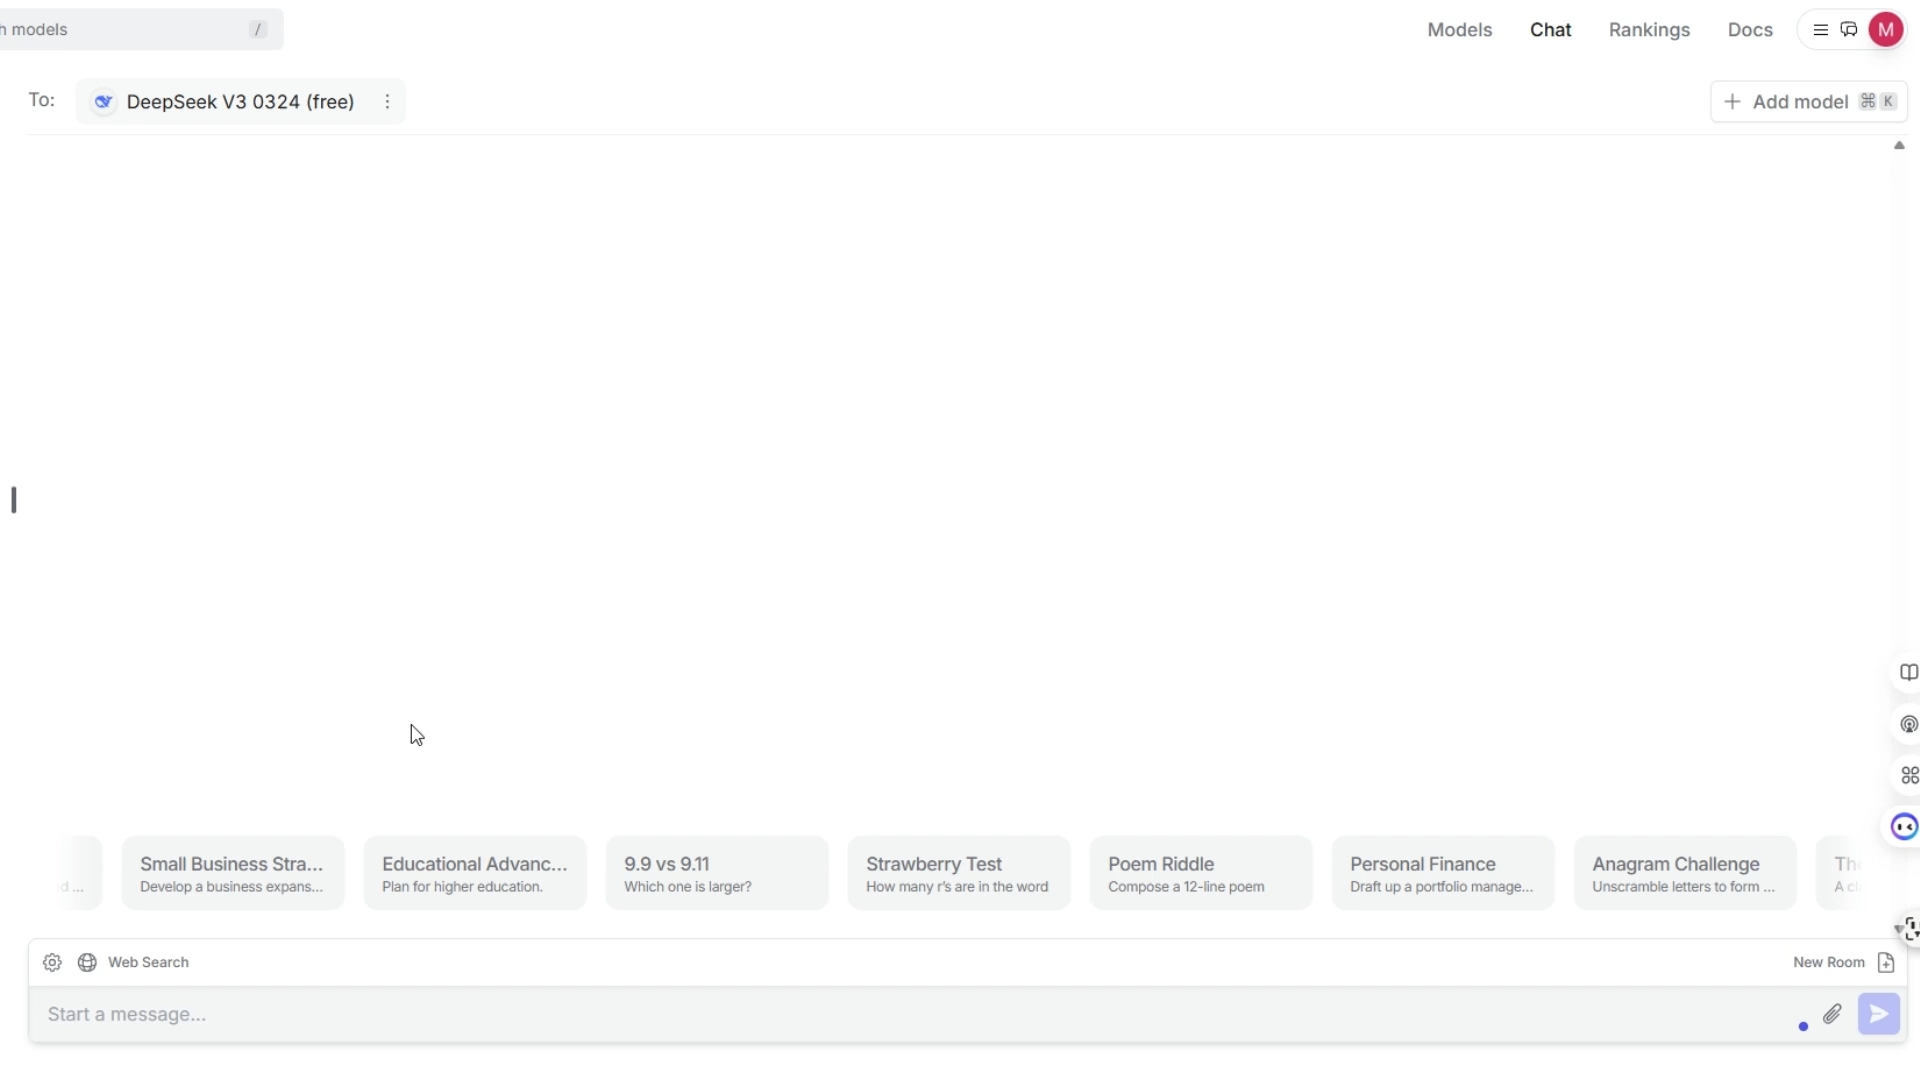 h models /
Models Chat Rankings Docs M
To: DeepSeek V3 0324 (free)
Add model ⌘ K
Small Business Stra...
Develop a business expans...
Educational Advanc...
Plan for higher education.
9.9 vs 9.11
Which one is larger?
Strawberry Test
How many r's are in the word
Poem Riddle
Compose a 12-line poem
Personal Finance
Draft up a portfolio manage...
Anagram Challenge
Unscramble letters to form ...
Web Search
New Room
Start a message...